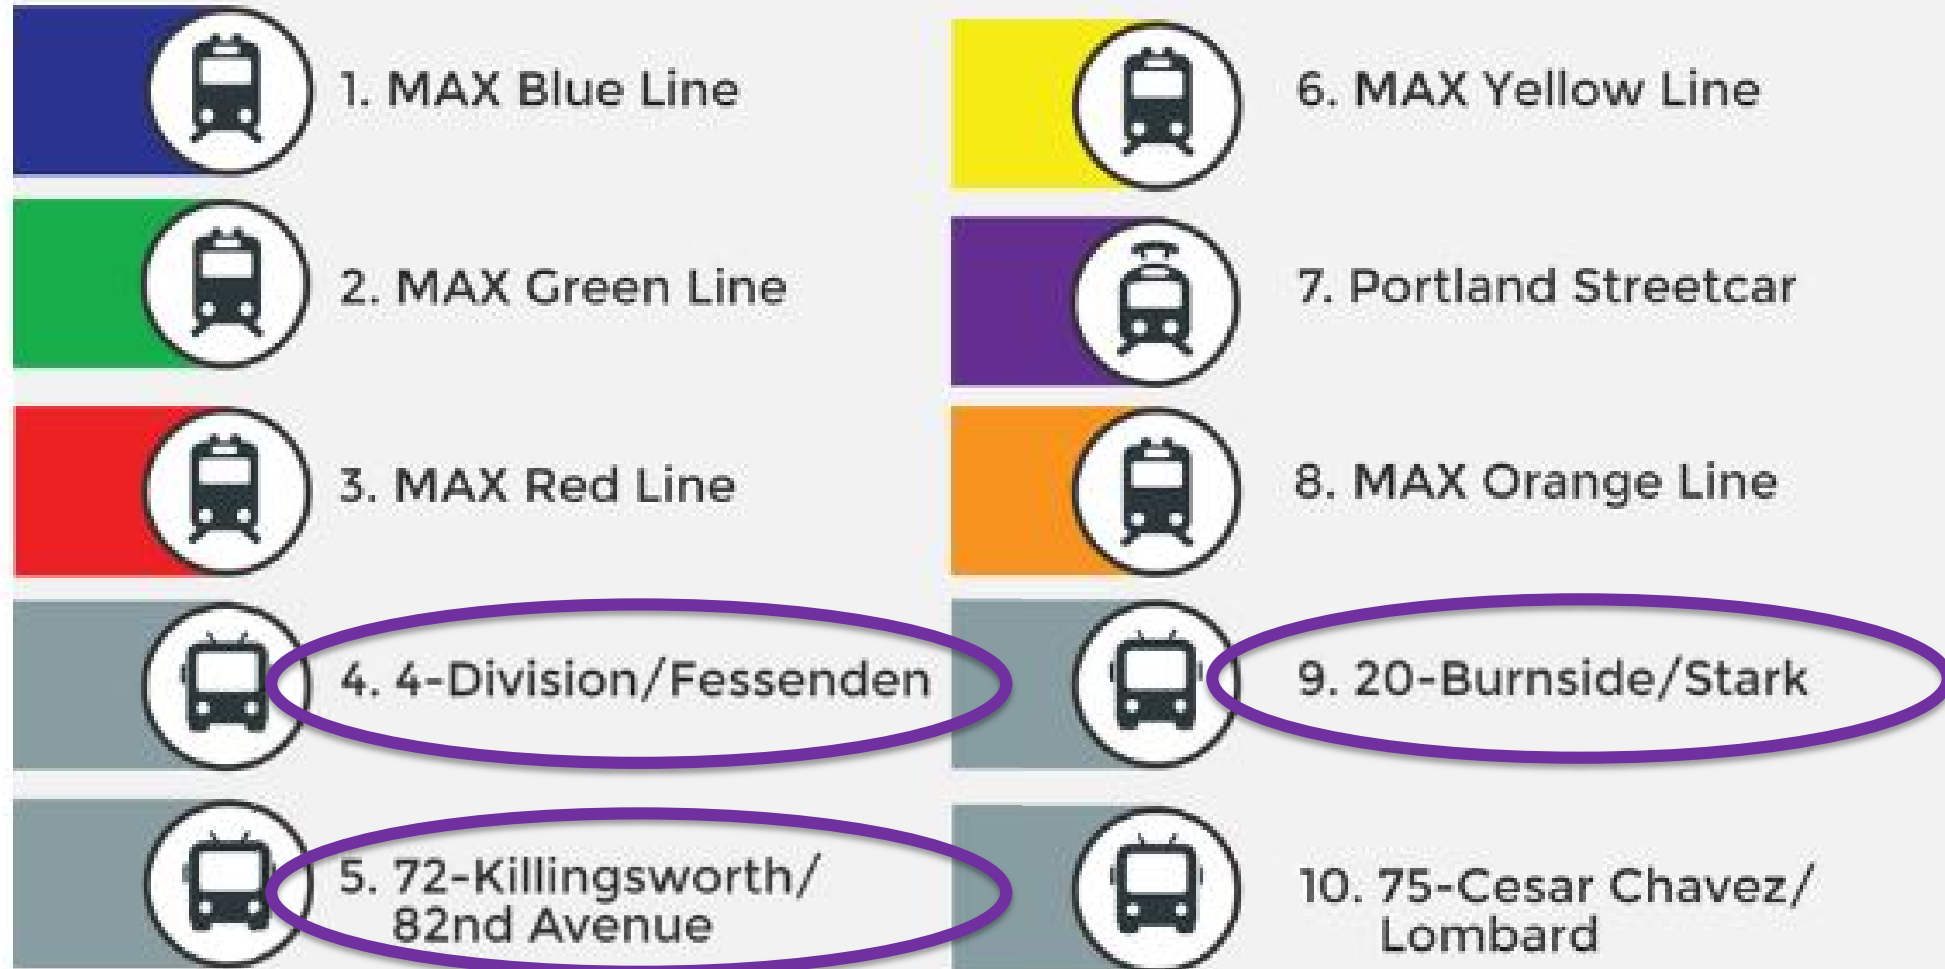 1. MAX Blue Line
2. MAX Green Line
3. MAX Red Line
4. 4-Division/Fessenden
5. 72-Killingsworth/
82nd Avenue
6. MAX Yellow Line
7. Portland Streetcar
8. MAX Orange Line
9. 20-Burnside/Stark
10. 75-Cesar Chavez/
Lombard